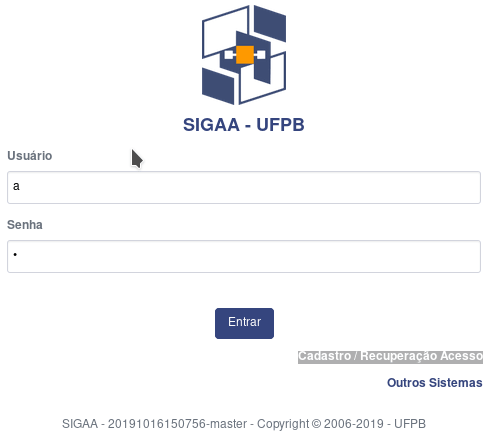 SIGAA - UFPB
Usuário
a
Senha
•
Entrar
Cadastro / Recuperação Acesso
Outros Sistemas
SIGAA - 20191016150756-master - Copyright © 2006-2019 - UFPB